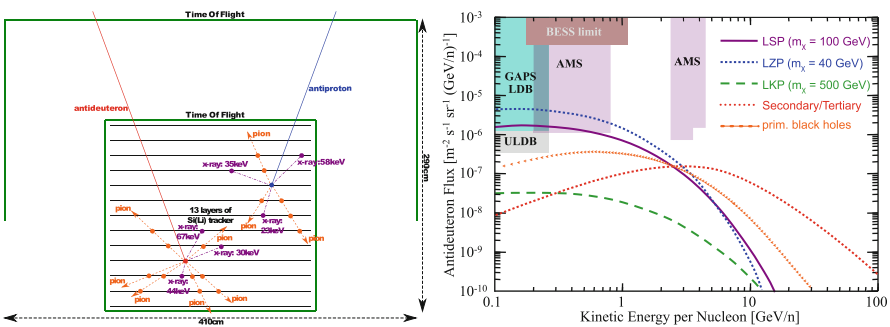 Time Of Flight
antideuteron
antiproton
Time Of Flight
pion
x-ray: 35keV
x-ray:58keV
13 layers of
Si(Li) tracker
pion
x-ray:
67keV
pion
pion
x-ray:
23keV
pion
x-ray: 30keV
pion
x-ray:
44keV
pion
pion
pion
290cm
410cm
Antideuteron Flux [m⁻² s⁻¹ sr⁻¹ (GeV/n)⁻¹]
10⁻³
10⁻⁴
10⁻⁵
10⁻⁶
10⁻⁷
10⁻⁸
10⁻⁹
10⁻¹⁰
BESS limit
GAPS
LDB
AMS
AMS
ULDB
LSP (mχ = 100 GeV)
LZP (mχ = 40 GeV)
LKP (mχ = 500 GeV)
Secondary/Tertiary
prim. black holes
0.1
1
10
100
Kinetic Energy per Nucleon [GeV/n]